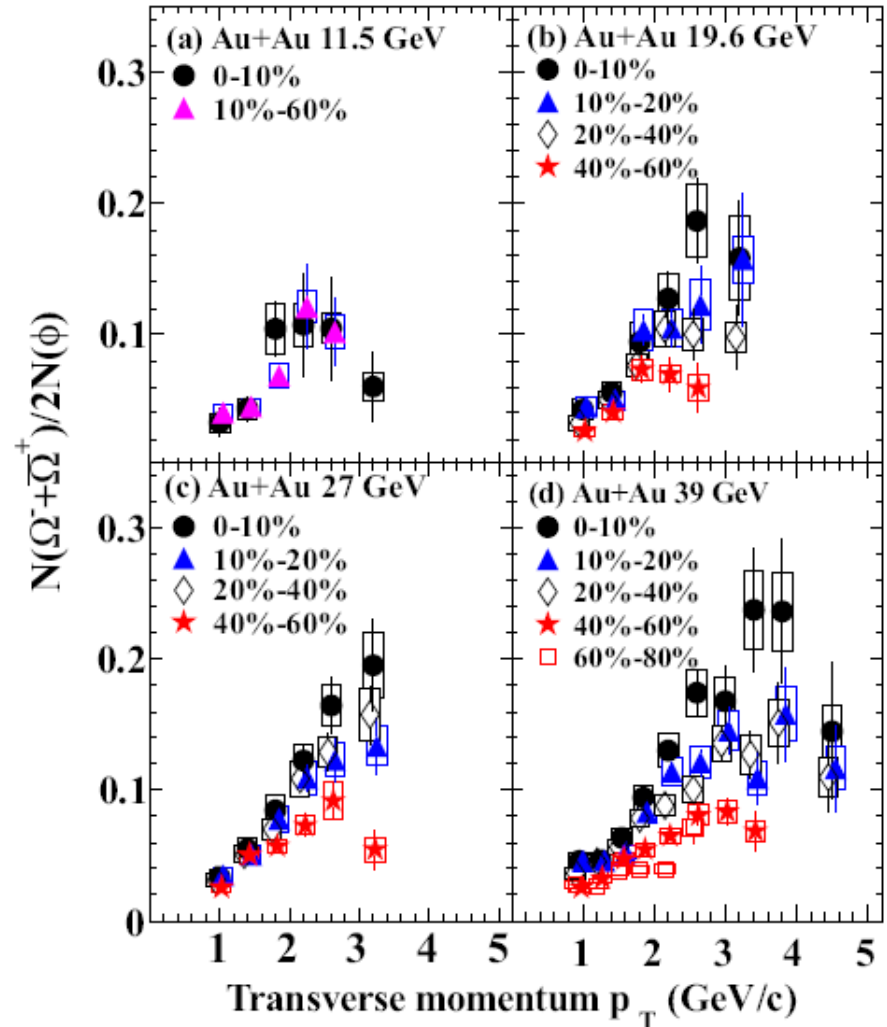 (a) Au+Au 11.5 GeV
0-10%
10%-60%
(b) Au+Au 19.6 GeV
0-10%
10%-20%
20%-40%
40%-60%
(c) Au+Au 27 GeV
0-10%
10%-20%
20%-40%
40%-60%
(d) Au+Au 39 GeV
0-10%
10%-20%
20%-40%
40%-60%
60%-80%
0.3
0.2
0.1
0.3
0.2
0.1
0
N(Ω⁻+Ω̅⁺)/2N(ϕ)
1 2 3 4 5
1 2 3 4 5
Transverse momentum p_T (GeV/c)